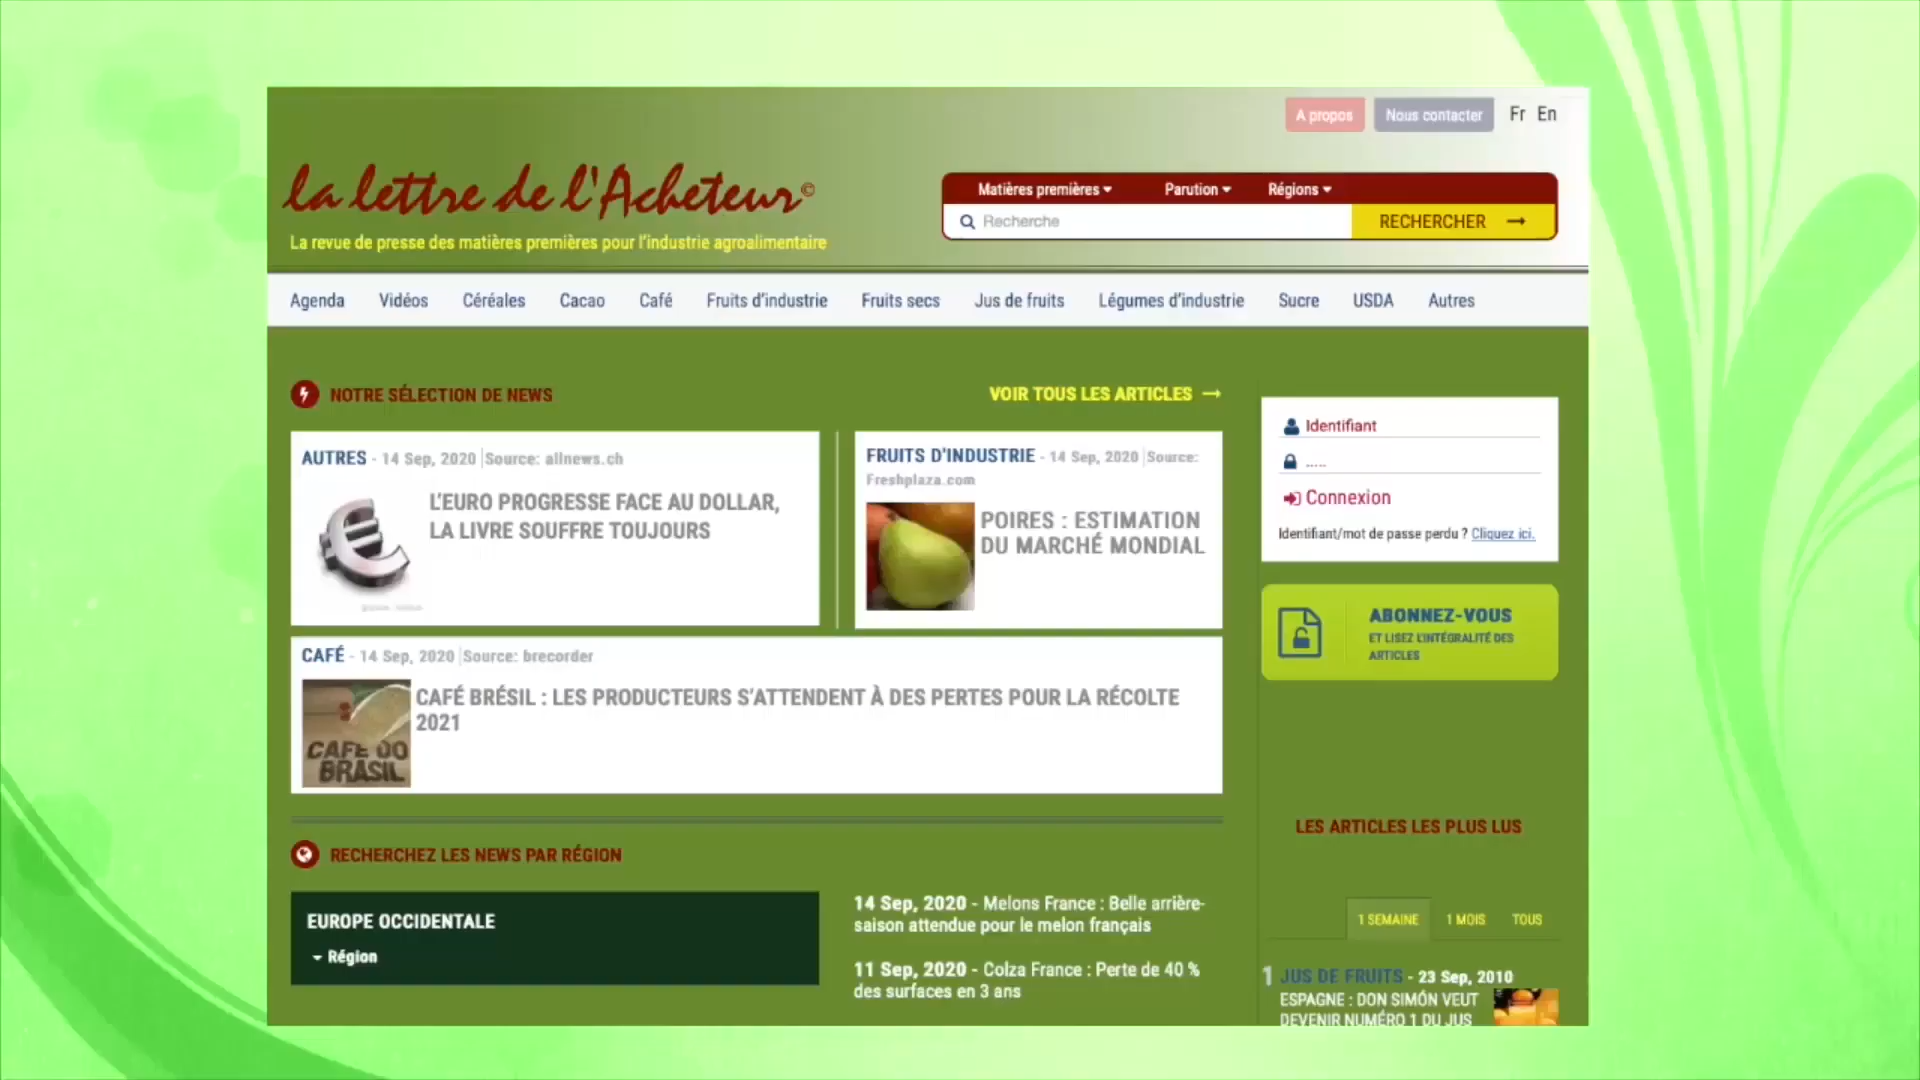 A propos
Nous contacter
Fr En
la lettre de l'Acheteur©
La revue de presse des matières premières pour l'industrie agroalimentaire
Matières premières
Parution
Régions
Recherche
RECHERCHER
Agenda
Vidéos
Céréales
Cacao
Café
Fruits d'industrie
Fruits secs
Jus de fruits
Légumes d'industrie
Sucre
USDA
Autres
NOTRE SÉLECTION DE NEWS
VOIR TOUS LES ARTICLES
AUTRES - 14 Sep, 2020 |Source: allnews.ch
L'EURO PROGRESSE FACE AU DOLLAR,
LA LIVRE SOUFFRE TOUJOURS
FRUITS D'INDUSTRIE - 14 Sep, 2020 |Source:
Freshplaza.com
POIRES : ESTIMATION
DU MARCHÉ MONDIAL
CAFÉ - 14 Sep, 2020 |Source: brecorder
CAFÉ BRÉSIL : LES PRODUCTEURS S'ATTENDENT À DES PERTES POUR LA RÉCOLTE
2021
CAFE DO
BRASIL
Identifiant
.....
Connexion
Identifiant/mot de passe perdu ? Cliquez ici.
ABONNEZ-VOUS
ET LISEZ L'INTÉGRALITÉ DES
ARTICLES
RECHERCHEZ LES NEWS PAR RÉGION
EUROPE OCCIDENTALE
Région
14 Sep, 2020 - Melons France : Belle arrière-
saison attendue pour le melon français
11 Sep, 2020 - Colza France : Perte de 40 %
des surfaces en 3 ans
LES ARTICLES LES PLUS LUS
1 SEMAINE
1 MOIS
TOUS
1 JUS DE FRUITS - 23 Sep, 2010
ESPAGNE : DON SIMÓN VEUT
DEVENIR NUMÉRO 1 DU JUS